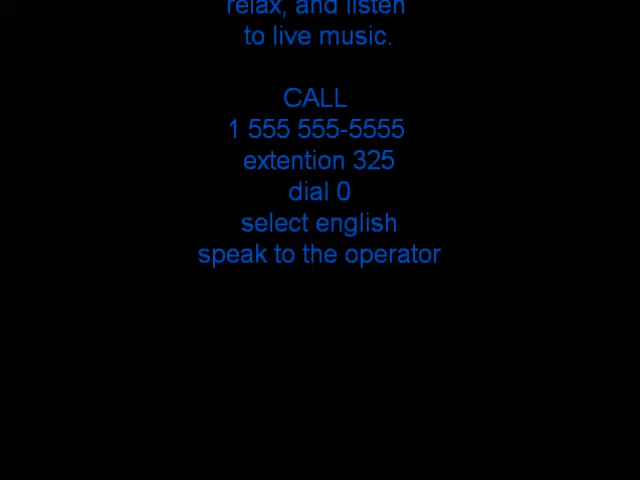 relax, and listen
to live music.
CALL
1 555 555-5555
extention 325
dial 0
select english
speak to the operator